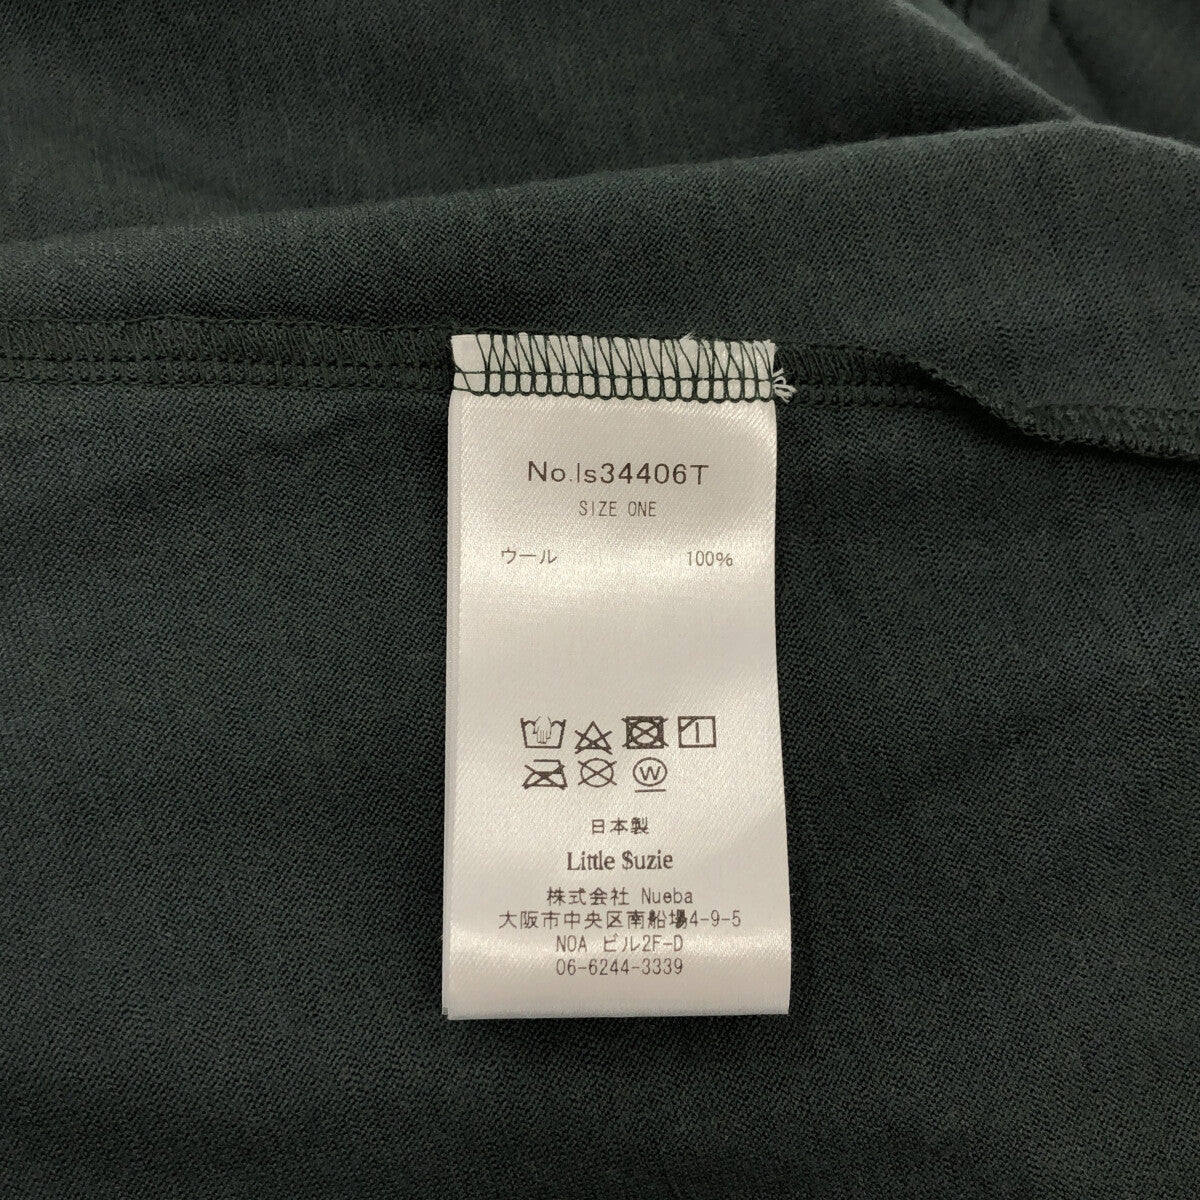 No.ls34406T
SIZE ONE
ウール 100%
日本製
Little $uzie
株式会社 Nueba
大阪市中央区南船場4-9-5
NOA ビル2F-D
06-6244-3339